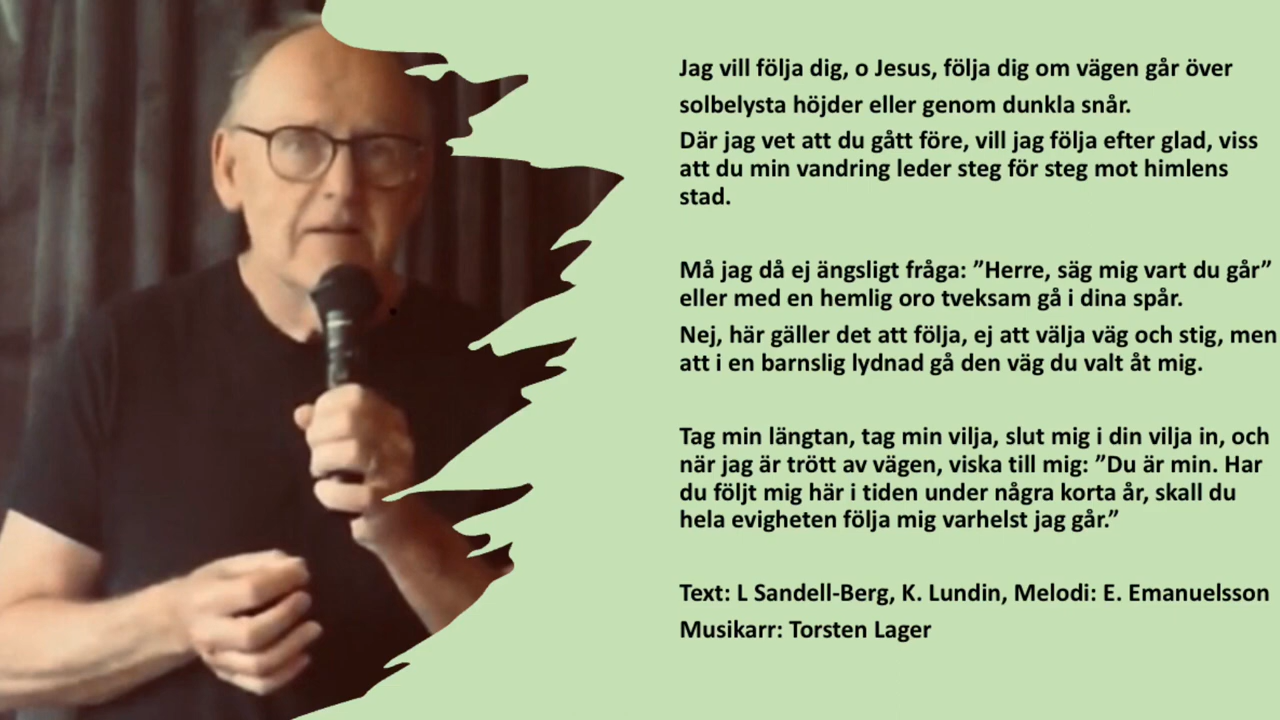 Jag vill följa dig, o Jesus, följa dig om vägen går över
solbelysta höjder eller genom dunkla snår.
Där jag vet att du gått före, vill jag följa efter glad, viss
att du min vandring leder steg för steg mot himlens
stad.
Må jag då ej ängsligt fråga: ”Herre, säg mig vart du går”
eller med en hemlig oro tveksam gå i dina spår.
Nej, här gäller det att följa, ej att välja väg och stig, men
att i en barnslig lydnad gå den väg du valt åt mig.
Tag min längtan, tag min vilja, slut mig i din vilja in, och
när jag är trött av vägen, viska till mig: ”Du är min. Har
du följt mig här i tiden under några korta år, skall du
hela evigheten följa mig varhelst jag går.”
Text: L Sandell-Berg, K. Lundin, Melodi: E. Emanuelsson
Musikarr: Torsten Lager